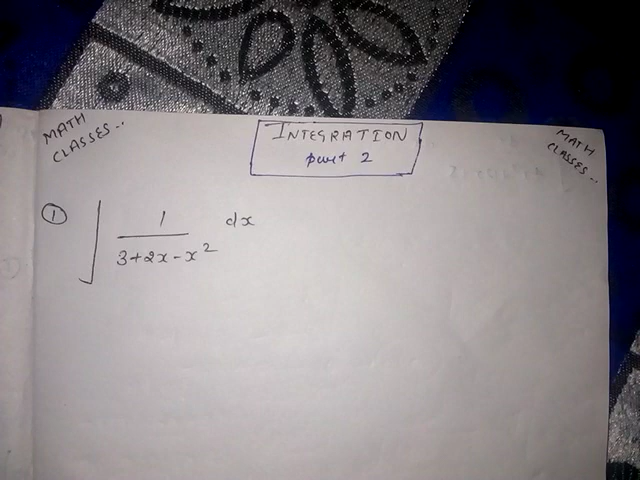 MATH
CLASSES..
INTEGRATION
part 2
MATH
CLASSES...
① ∫ 1/(3+2x-x²) dx